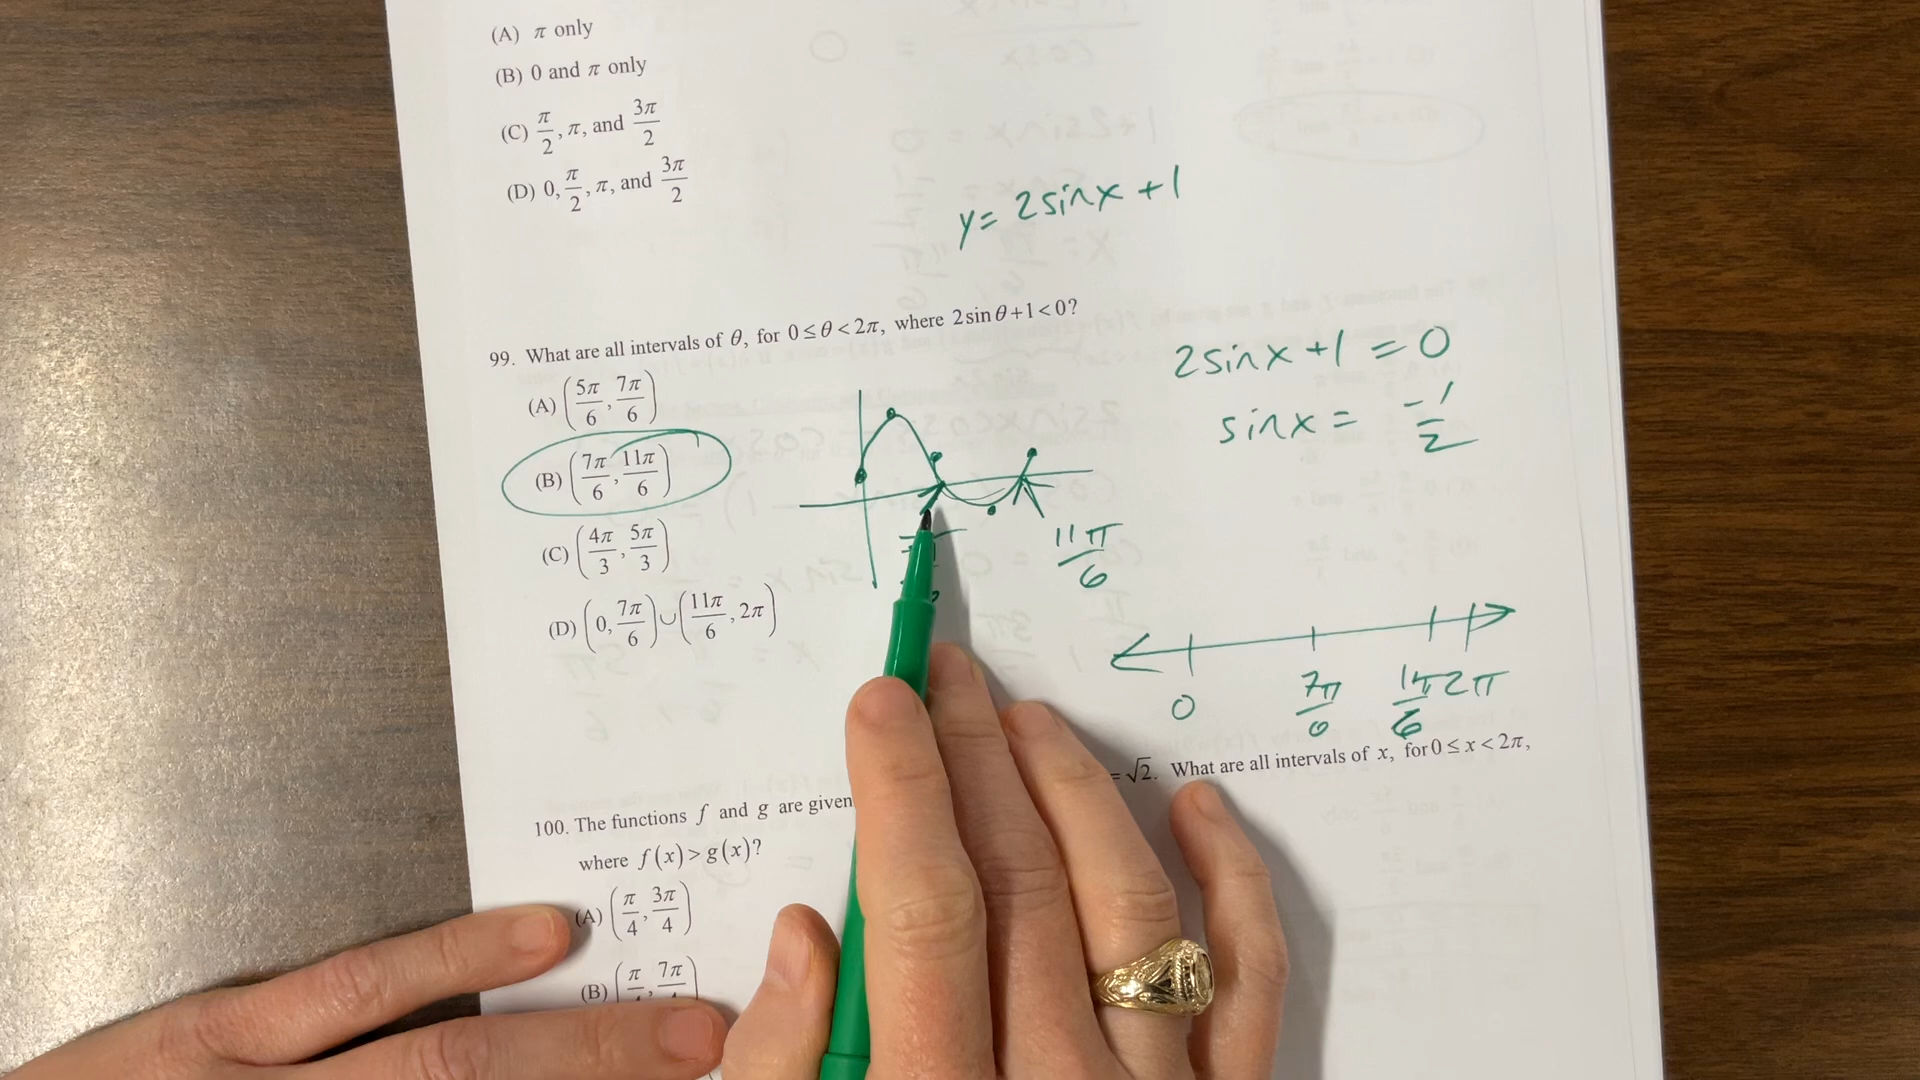 (A) π only
(B) 0 and π only
(C) π/2, π, and 3π/2
(D) 0, π/2, π, and 3π/2
y = 2sinx + 1
99. What are all intervals of θ, for 0 ≤ θ < 2π, where 2 sin θ + 1 < 0?
(A) (5π/6, 7π/6)
(B) (7π/6, 11π/6)
(C) (4π/3, 5π/3)
(D) (0, 7π/6) ∪ (11π/6, 2π)
2sinx + 1 = 0
sinx = -1/2
11π/6
0 7π/6 11π/6 2π
100. The functions f and g are given = √2. What are all intervals of x, for 0 ≤ x < 2π,
where f(x) > g(x)?
(A) (π/4, 3π/4)
(B) (π/4, 7π/4